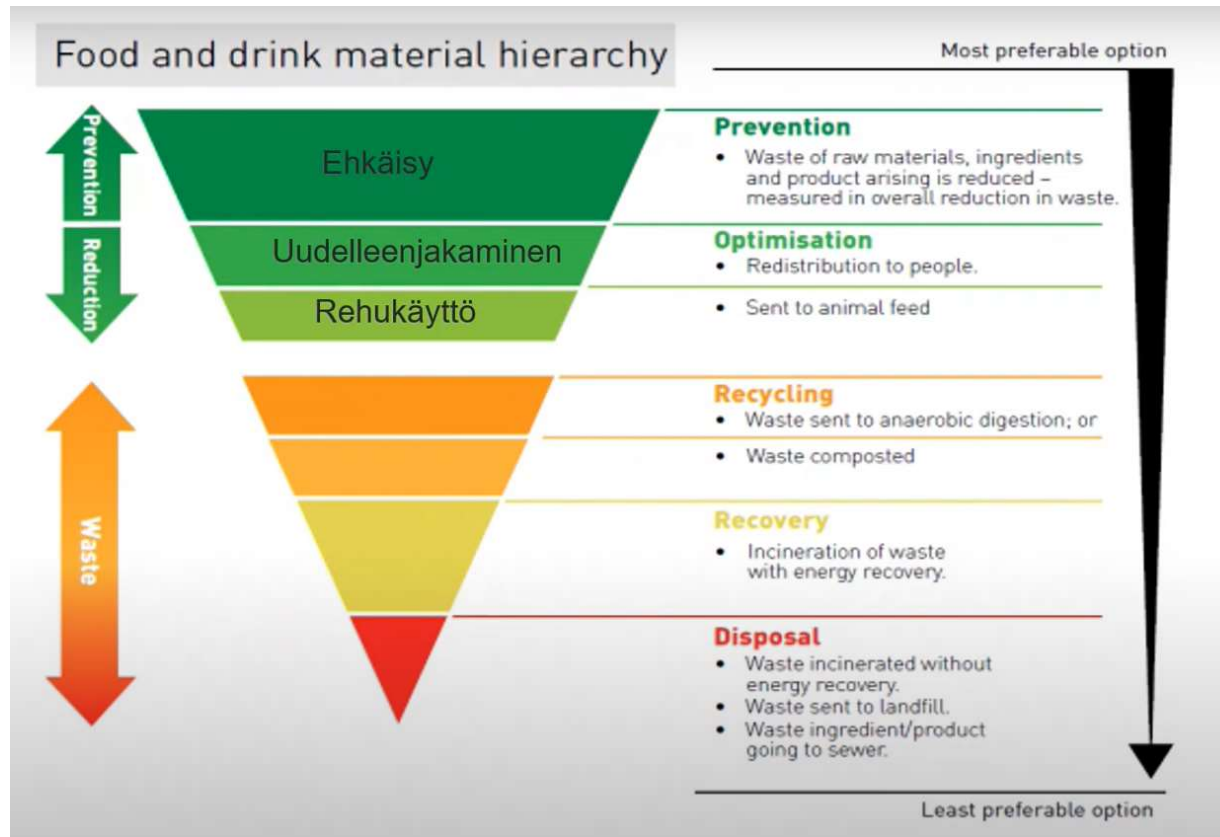 Food and drink material hierarchy
Most preferable option
Prevention
Reduction
Waste
Ehkäisy
Uudelleenjakaminen
Rehukäyttö
Prevention
• Waste of raw materials, ingredients
and product arising is reduced –
measured in overall reduction in waste.
Optimisation
• Redistribution to people.
• Sent to animal feed
Recycling
• Waste sent to anaerobic digestion; or
• Waste composted
Recovery
• Incineration of waste
with energy recovery.
Disposal
• Waste incinerated without
energy recovery.
• Waste sent to landfill.
• Waste ingredient/product
going to sewer.
Least preferable option